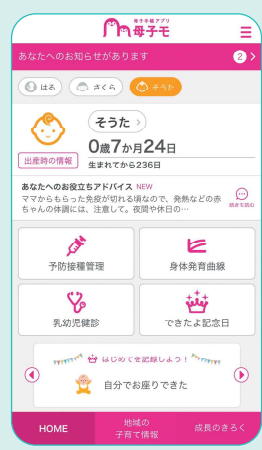 母子手帳アプリ
母子モ
あなたへのお知らせがあります
2
はる
さくら
そうた
そうた
出産時の情報
0歳7か月24日
生まれてから236日
あなたへのお役立ちアドバイス NEW
ママからもらった免疫が切れる頃なので、発熱などの赤
ちゃんの体調には、注意して。夜間や休日の…
続きを読む
予防接種管理
身体発育曲線
乳幼児健診
できたよ記念日
はじめてを記録しよう!
自分でお座りできた
HOME
地域の
子育て情報
成長のきろく